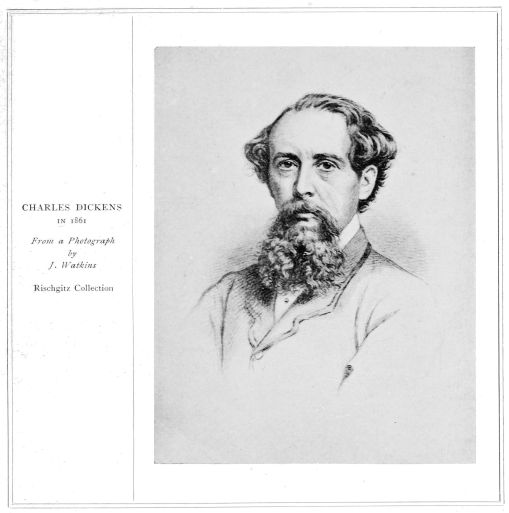 CHARLES DICKENS
IN 1861
From a Photograph
by
J. Watkins
Rischgitz Collection